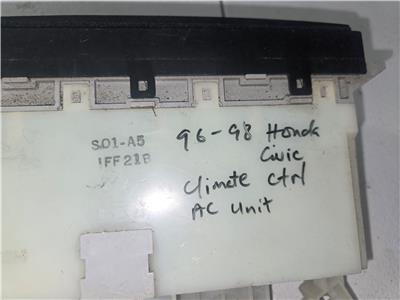 S01-A5
1FF21B
96-98 Honda
Civic
Climate Ctrl
AC Unit